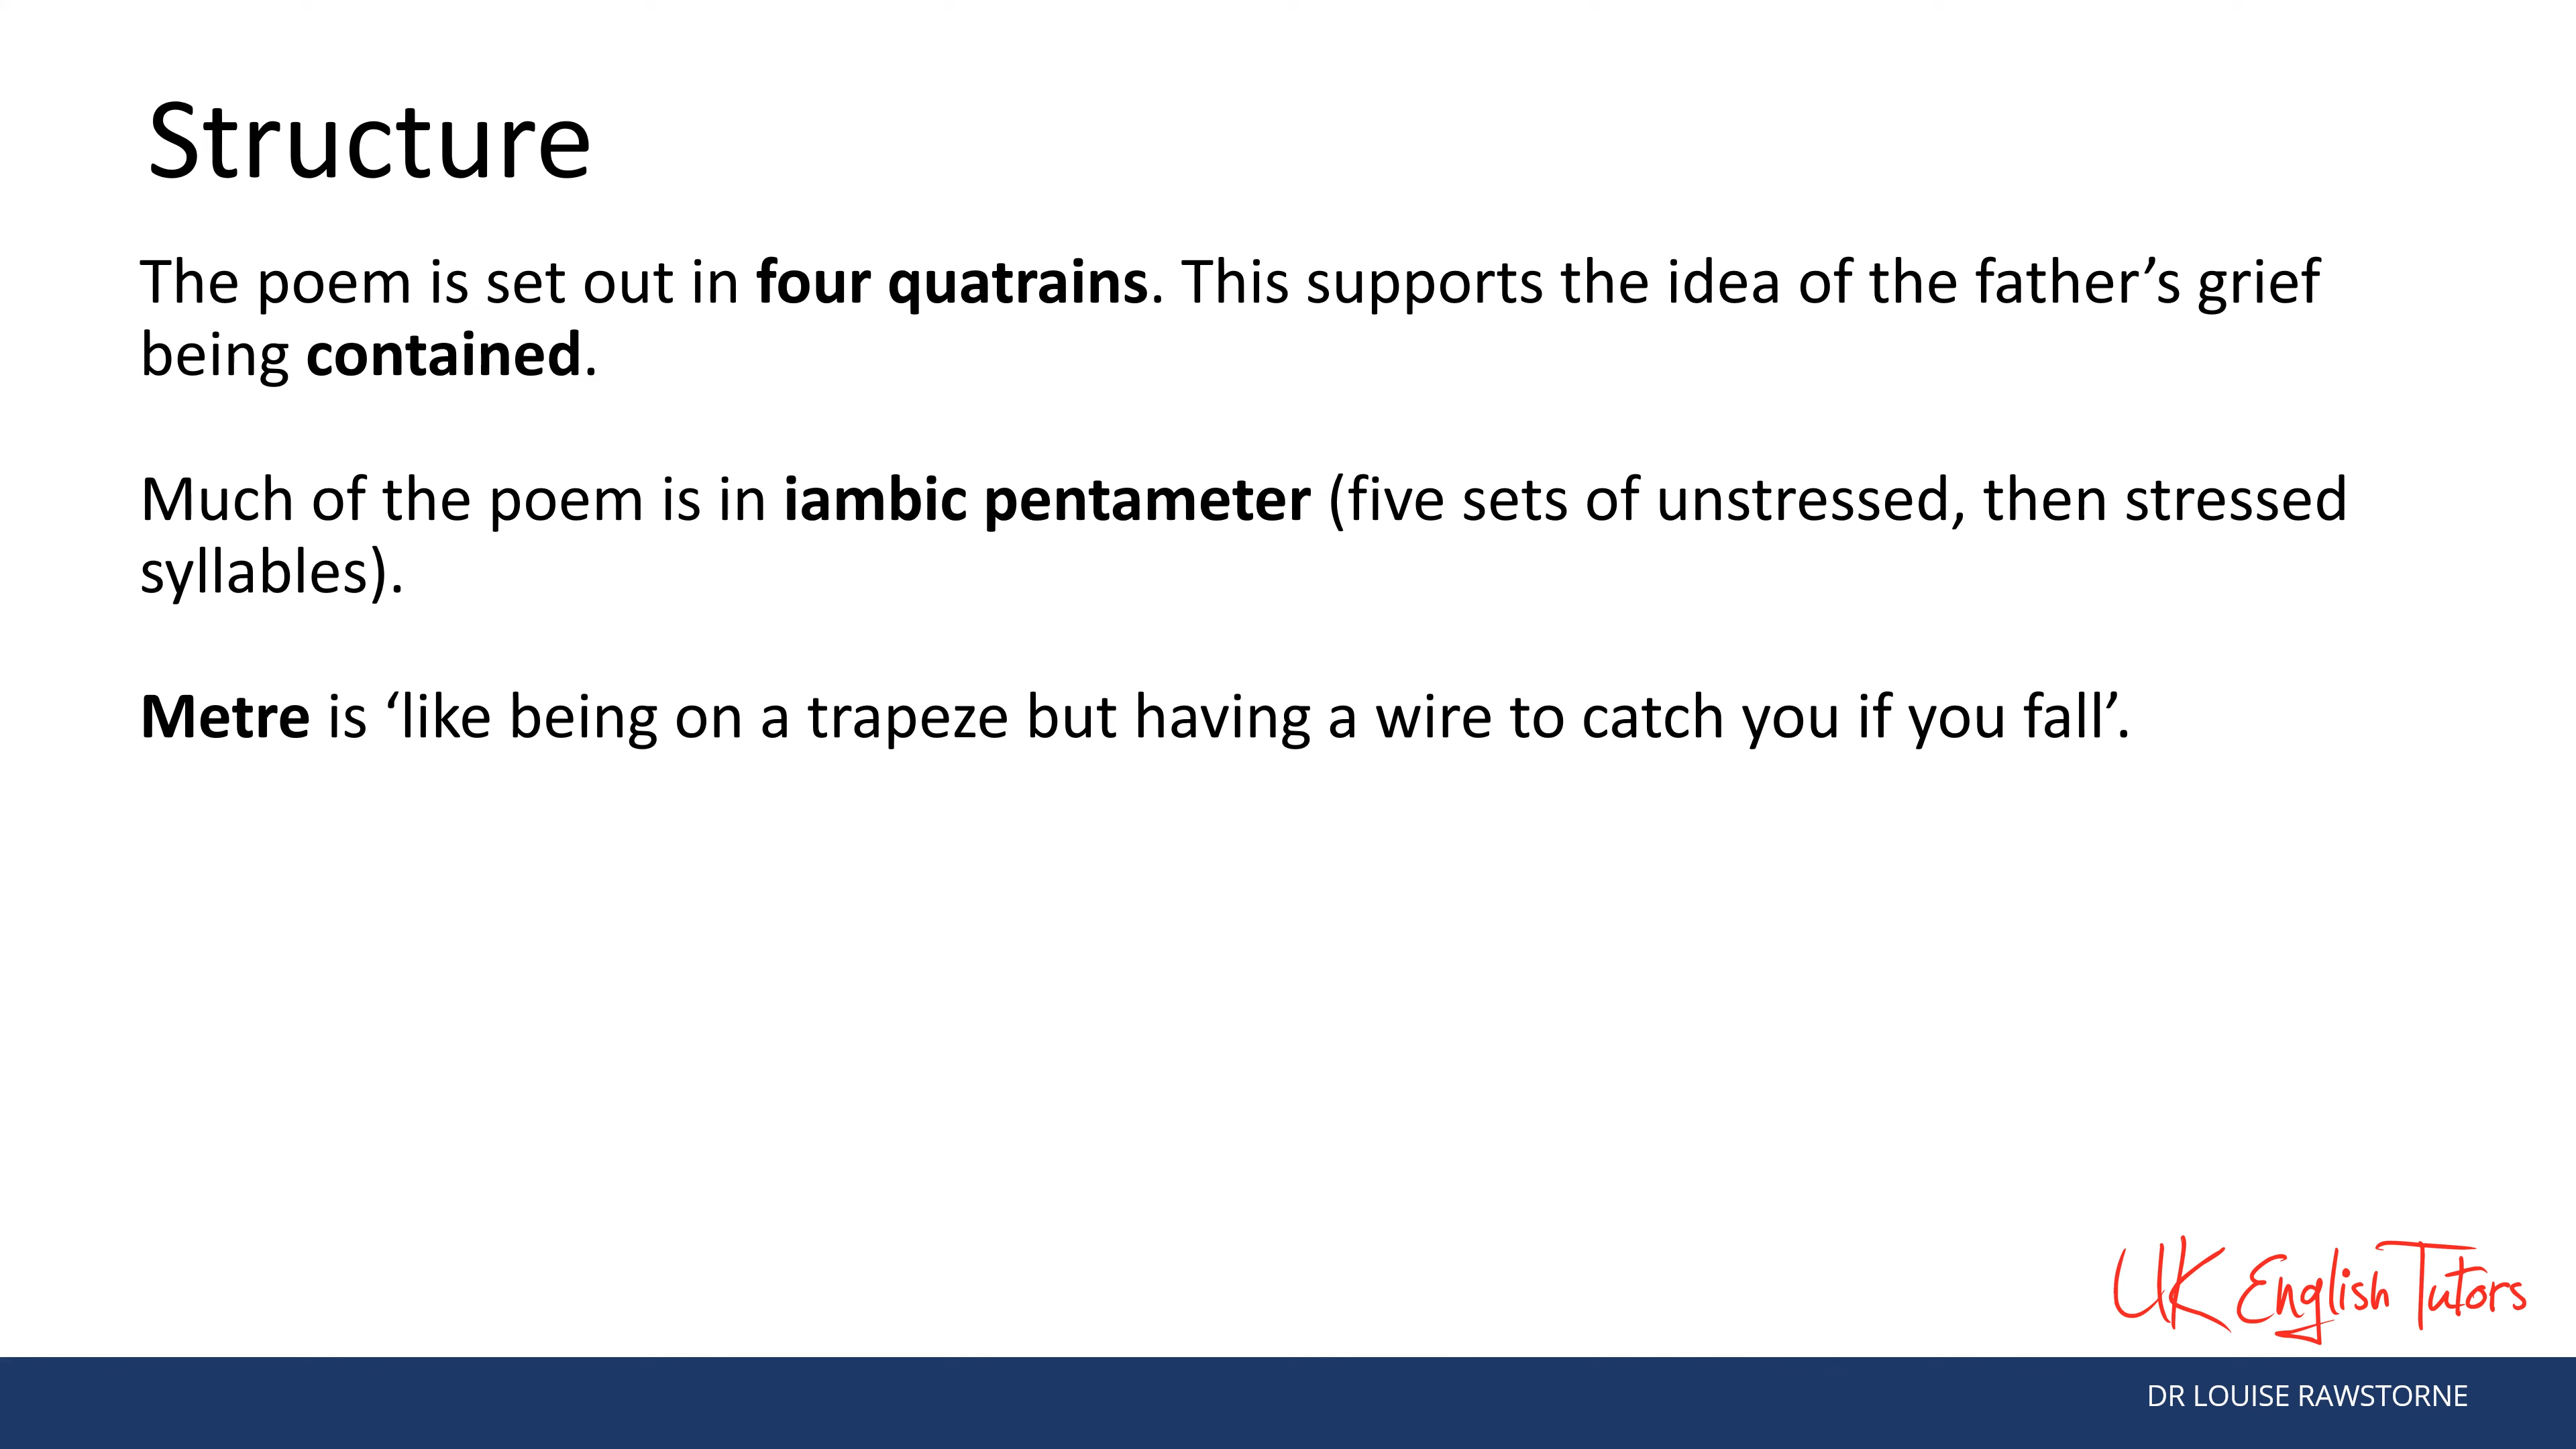 Structure
The poem is set out in four quatrains. This supports the idea of the father’s grief
being contained.
Much of the poem is in iambic pentameter (five sets of unstressed, then stressed
syllables).
Metre is ‘like being on a trapeze but having a wire to catch you if you fall’.
UK English Tutors
DR LOUISE RAWSTORNE